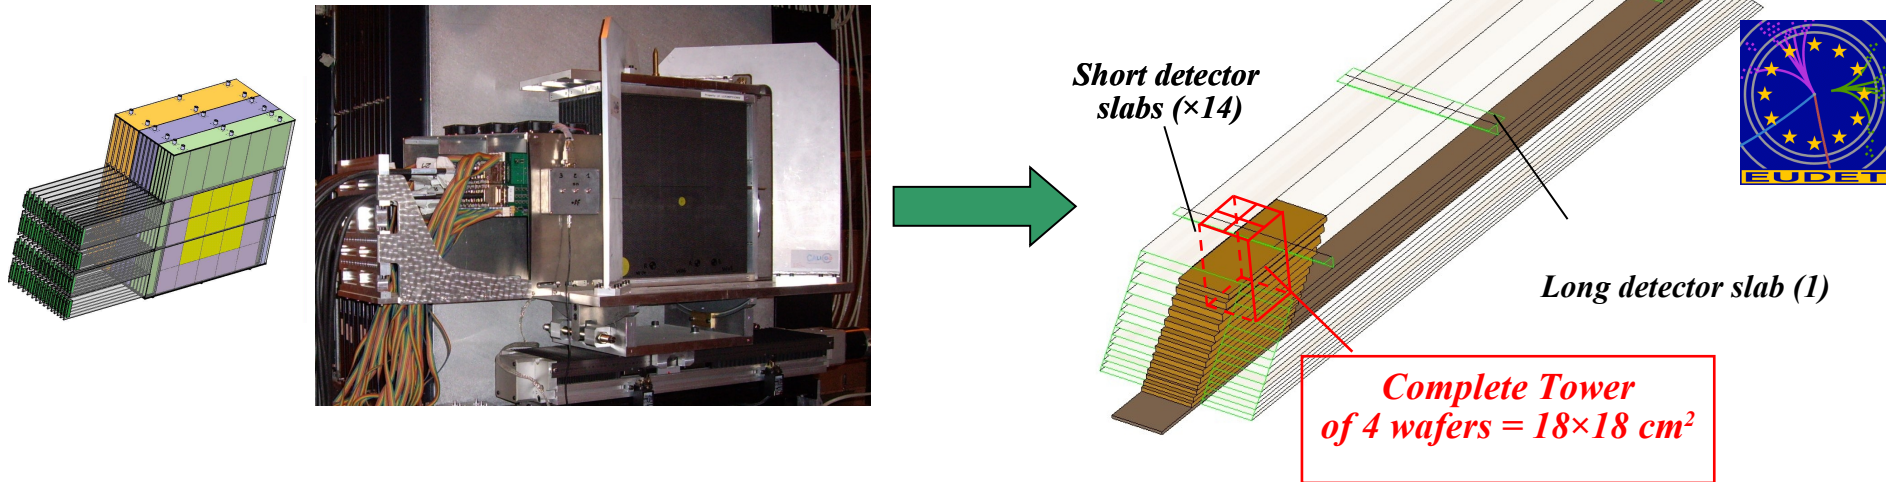 Short detector
slabs (×14)
EUDET
Long detector slab (1)
Complete Tower
of 4 wafers = 18×18 cm²